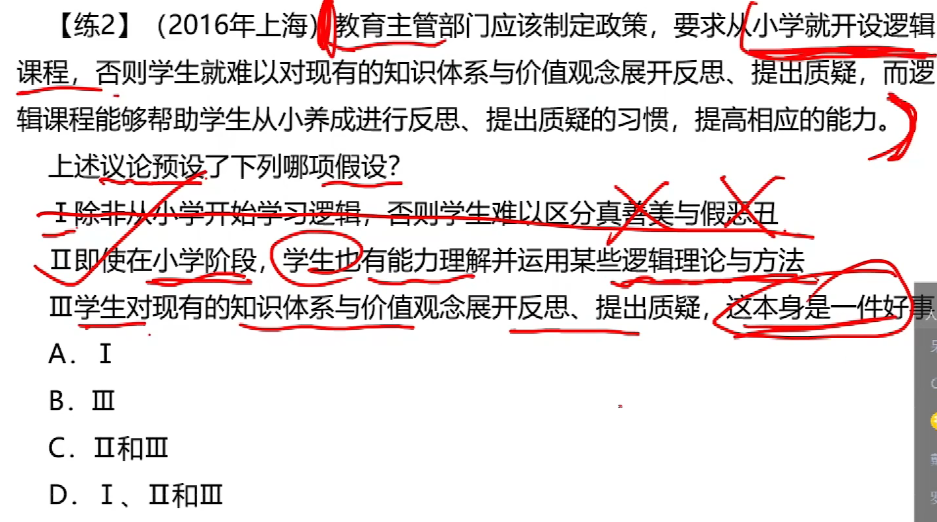 【练2】（2016年上海）教育主管部门应该制定政策，要求从小学就开设逻辑
课程，否则学生就难以对现有的知识体系与价值观念展开反思、提出质疑，而逻
辑课程能够帮助学生从小养成进行反思、提出质疑的习惯，提高相应的能力。
上述议论预设了下列哪项假设？
Ⅰ除非从小学开始学习逻辑，否则学生难以区分真善美与假恶丑
Ⅱ即使在小学阶段，学生也有能力理解并运用某些逻辑理论与方法
Ⅲ学生对现有的知识体系与价值观念展开反思、提出质疑，这本身是一件好事
A．Ⅰ
B．Ⅲ
C．Ⅱ和Ⅲ
D．Ⅰ、Ⅱ和Ⅲ